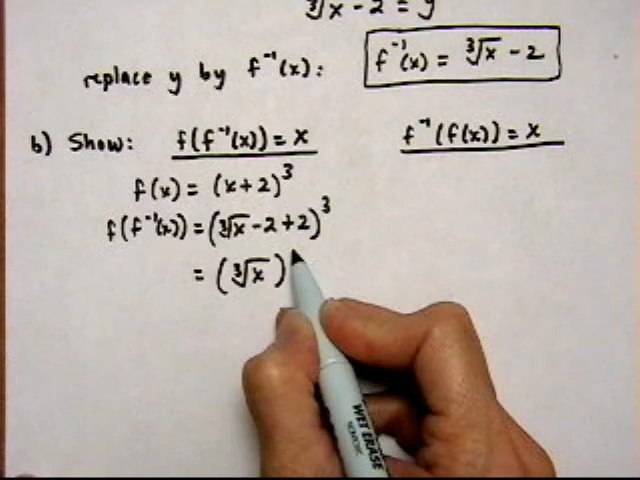 ∛x - 2 = y
replace y by f⁻¹(x): f⁻¹(x) = ∛x - 2
b) Show: f(f⁻¹(x)) = x f⁻¹(f(x)) = x
f(x) = (x+2)³
f(f⁻¹(x)) = (∛x - 2 + 2)³
= (∛x)
WET ERASE